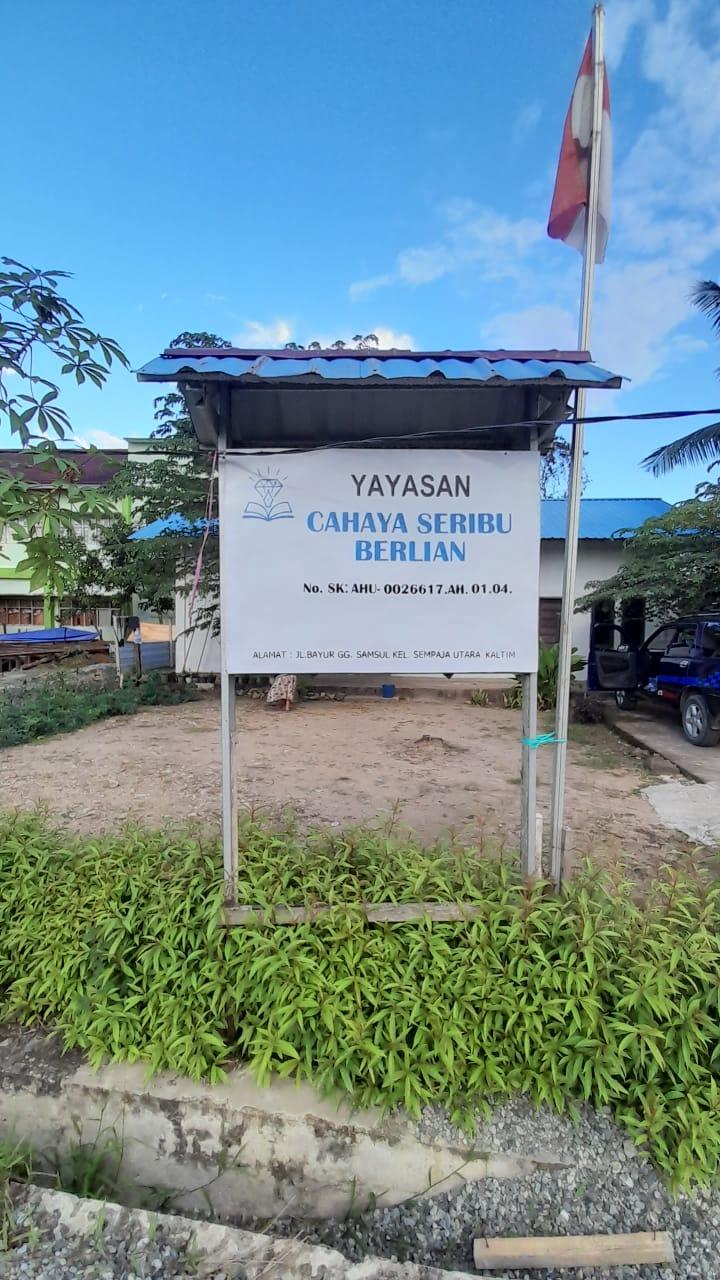 YAYASAN
CAHAYA SERIBU
BERLIAN
No. SK: AHU- 0026617.AH. 01.04.
ALAMAT : JL.BAYUR GG. SAMSUL KEL. SEMPAJA UTARA KALTIM